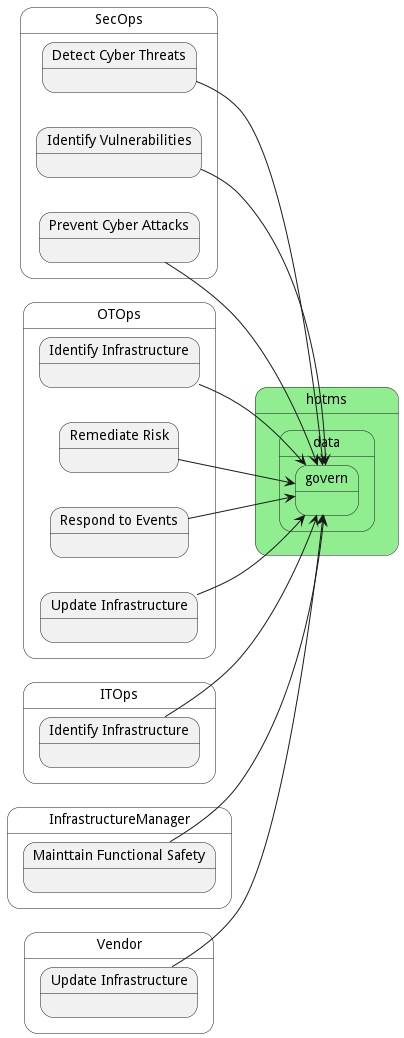 SecOps
Detect Cyber Threats
Identify Vulnerabilities
Prevent Cyber Attacks
OTOps
Identify Infrastructure
Remediate Risk
Respond to Events
Update Infrastructure
hotms
data
govern
ITOps
Identify Infrastructure
InfrastructureManager
Mainttain Functional Safety
Vendor
Update Infrastructure